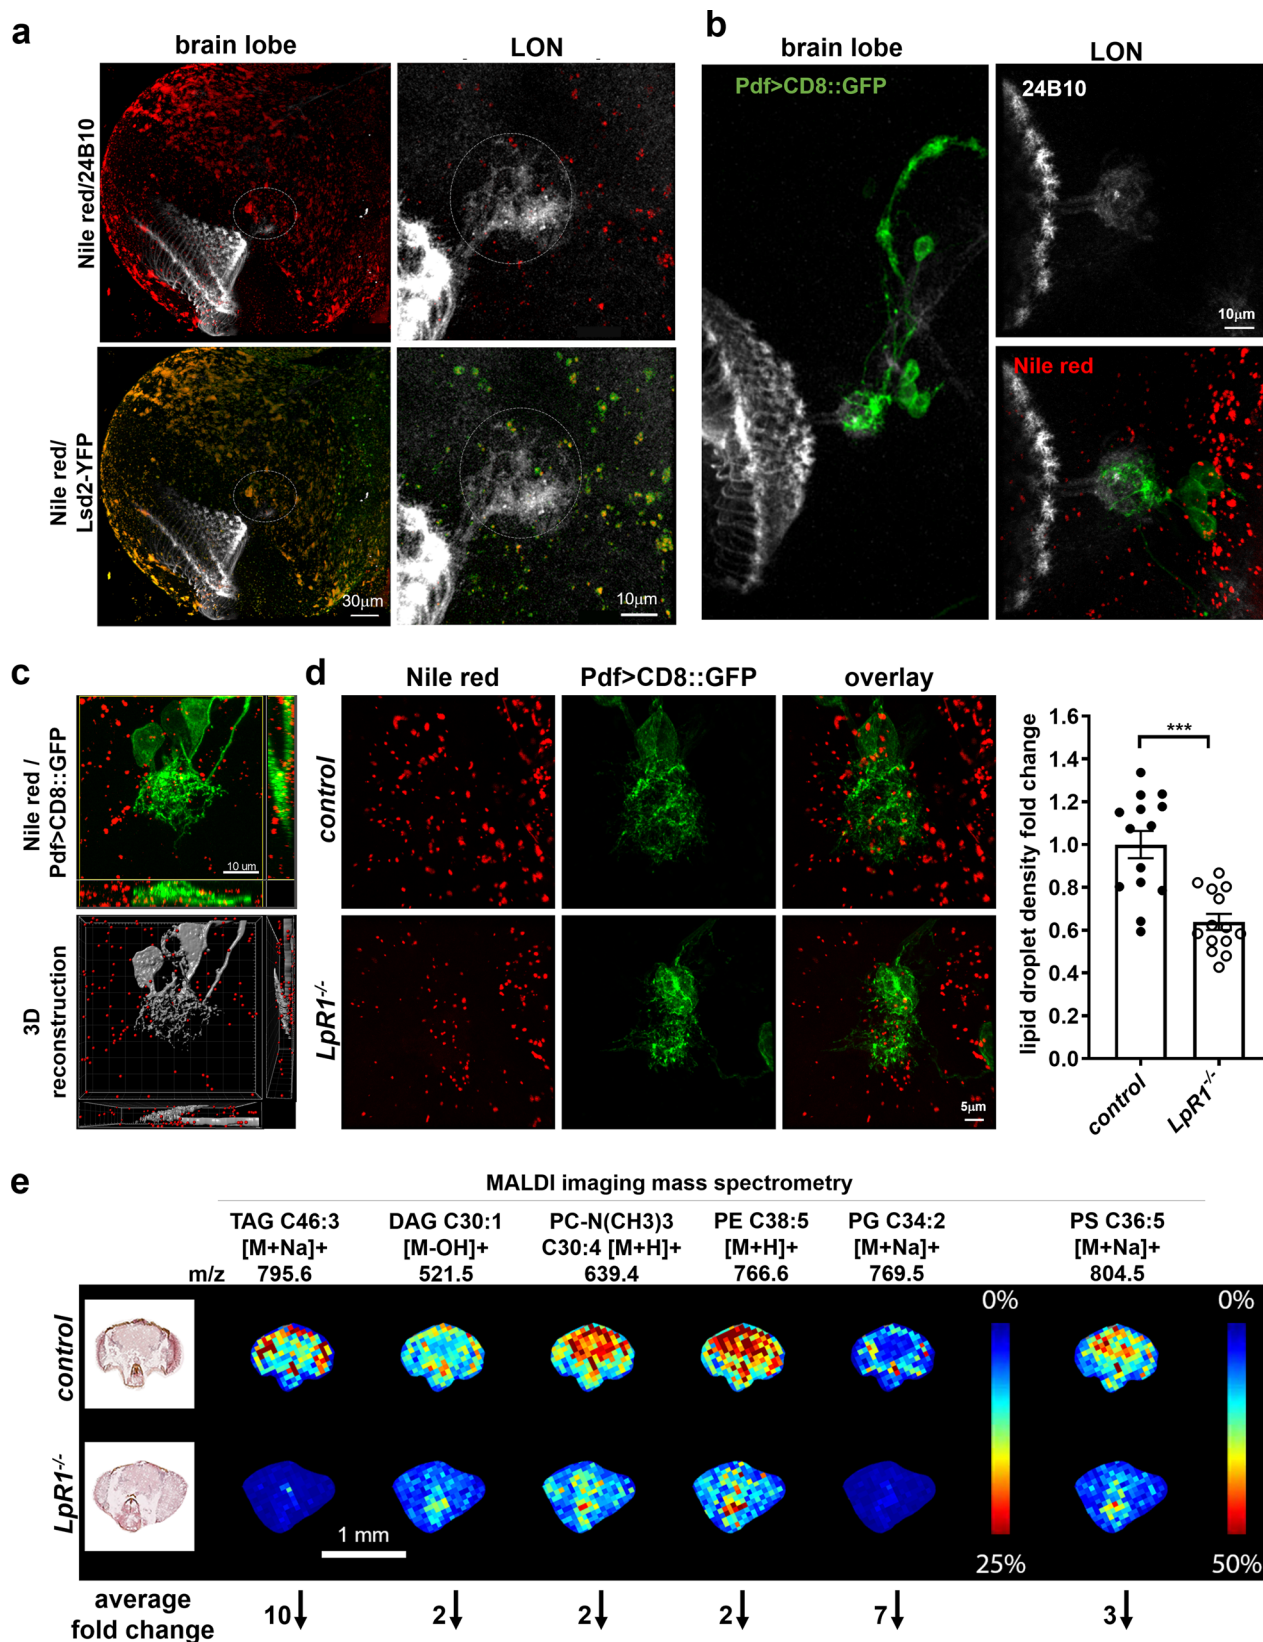 a
brain lobe
LON
Nile red/24B10
Nile red/
Lsd2-YFP
30µm
10µm
b
brain lobe
LON
Pdf>CD8::GFP
24B10
10µm
Nile red
c
Nile red /
Pdf>CD8::GFP
10 um
3D
reconstruction
d
Nile red
Pdf>CD8::GFP
overlay
control
LpR1-/-
5µm
lipid droplet density fold change
1.6
1.4
1.2
1.0
0.8
0.6
0.4
0.2
0.0
***
control
LpR1-/-
e
MALDI imaging mass spectrometry
TAG C46:3 DAG C30:1 PC-N(CH3)3 PE C38:5 PG C34:2 PS C36:5
[M+Na]+ [M-OH]+ C30:4 [M+H]+ [M+H]+ [M+Na]+ [M+Na]+
m/z 795.6 521.5 639.4 766.6 769.5 804.5
control
0% 0%
LpR1-/-
1 mm
25% 50%
average
fold change
10↓ 2↓ 2↓ 2↓ 7↓ 3↓